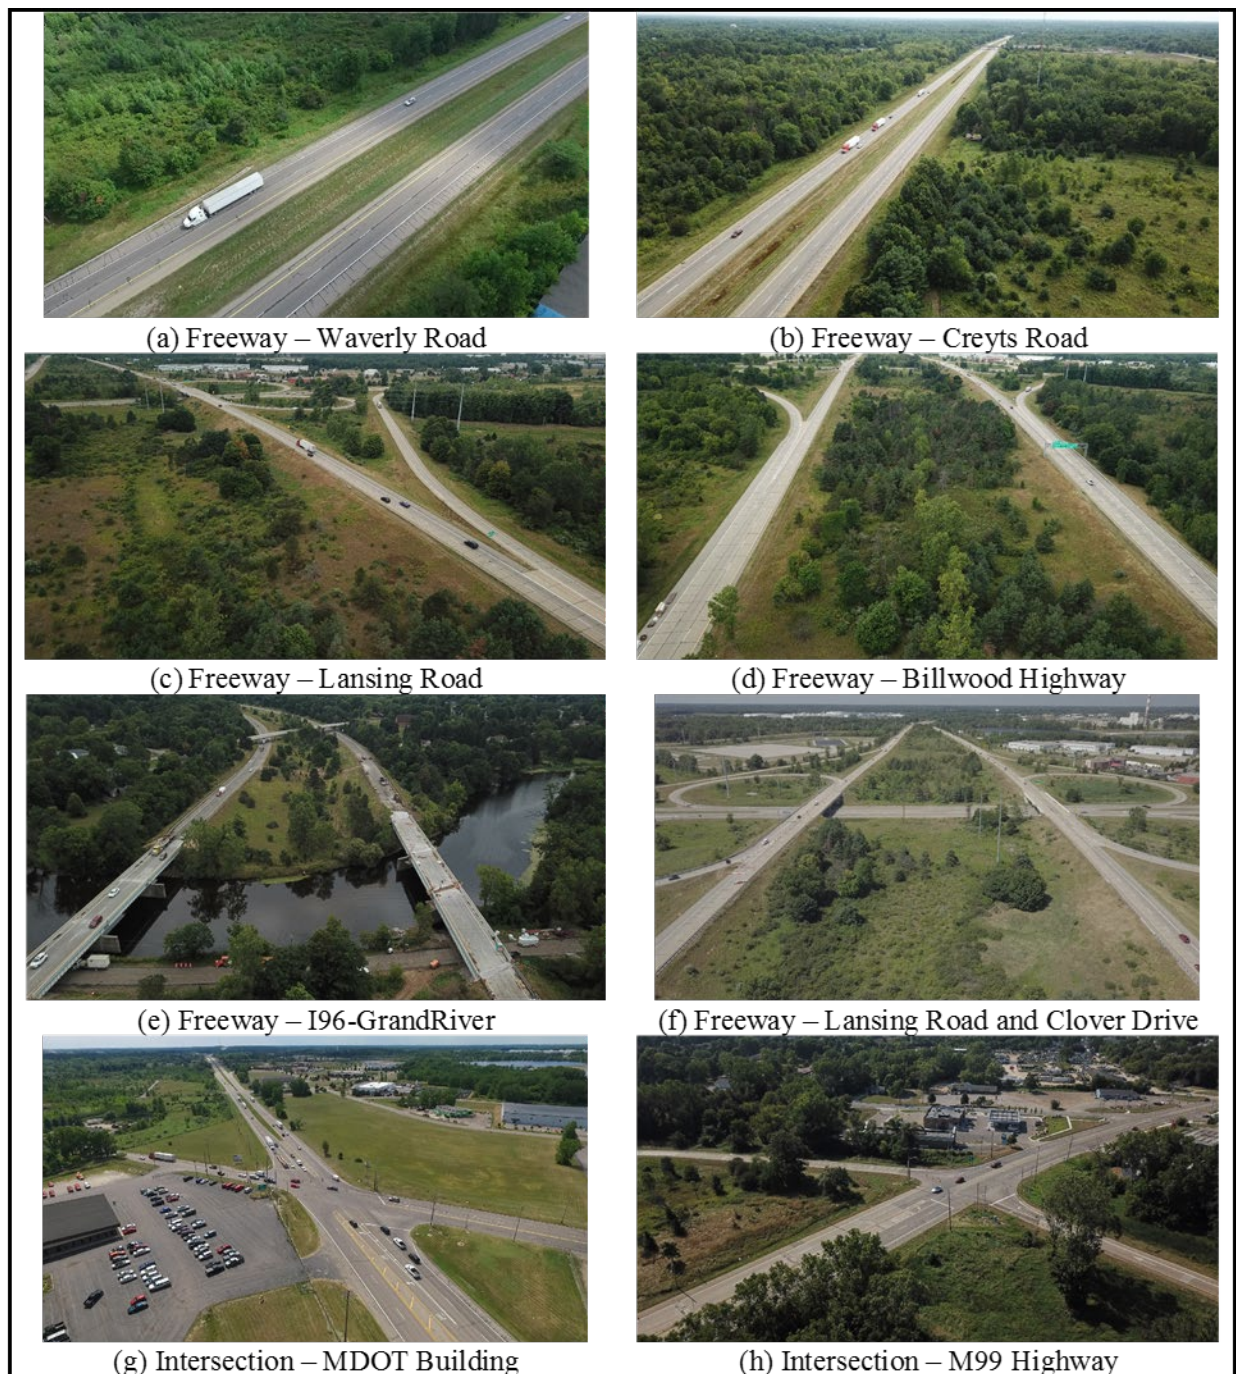 (a) Freeway – Waverly Road
(b) Freeway – Creyts Road
(c) Freeway – Lansing Road
(d) Freeway – Billwood Highway
(e) Freeway – I96-GrandRiver
(f) Freeway – Lansing Road and Clover Drive
(g) Intersection – MDOT Building
(h) Intersection – M99 Highway